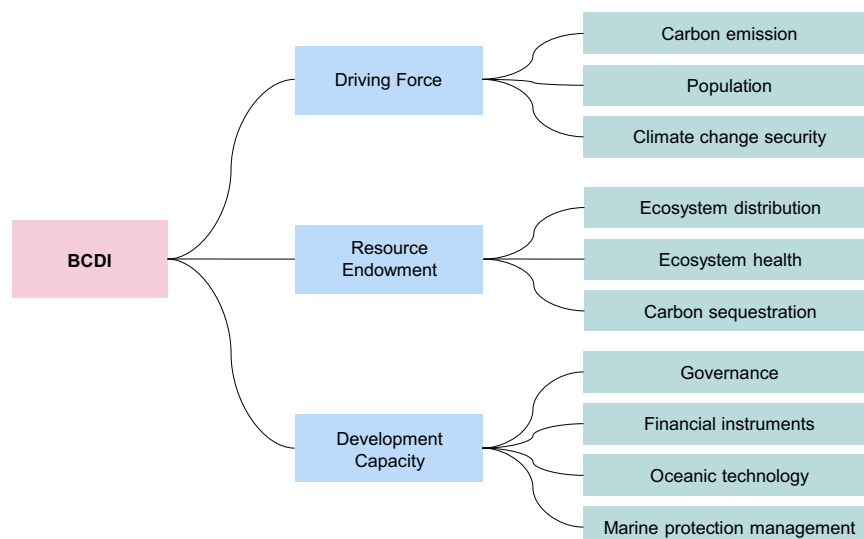 BCDI
Driving Force
Carbon emission
Population
Climate change security
Resource
Endowment
Ecosystem distribution
Ecosystem health
Carbon sequestration
Development
Capacity
Governance
Financial instruments
Oceanic technology
Marine protection management